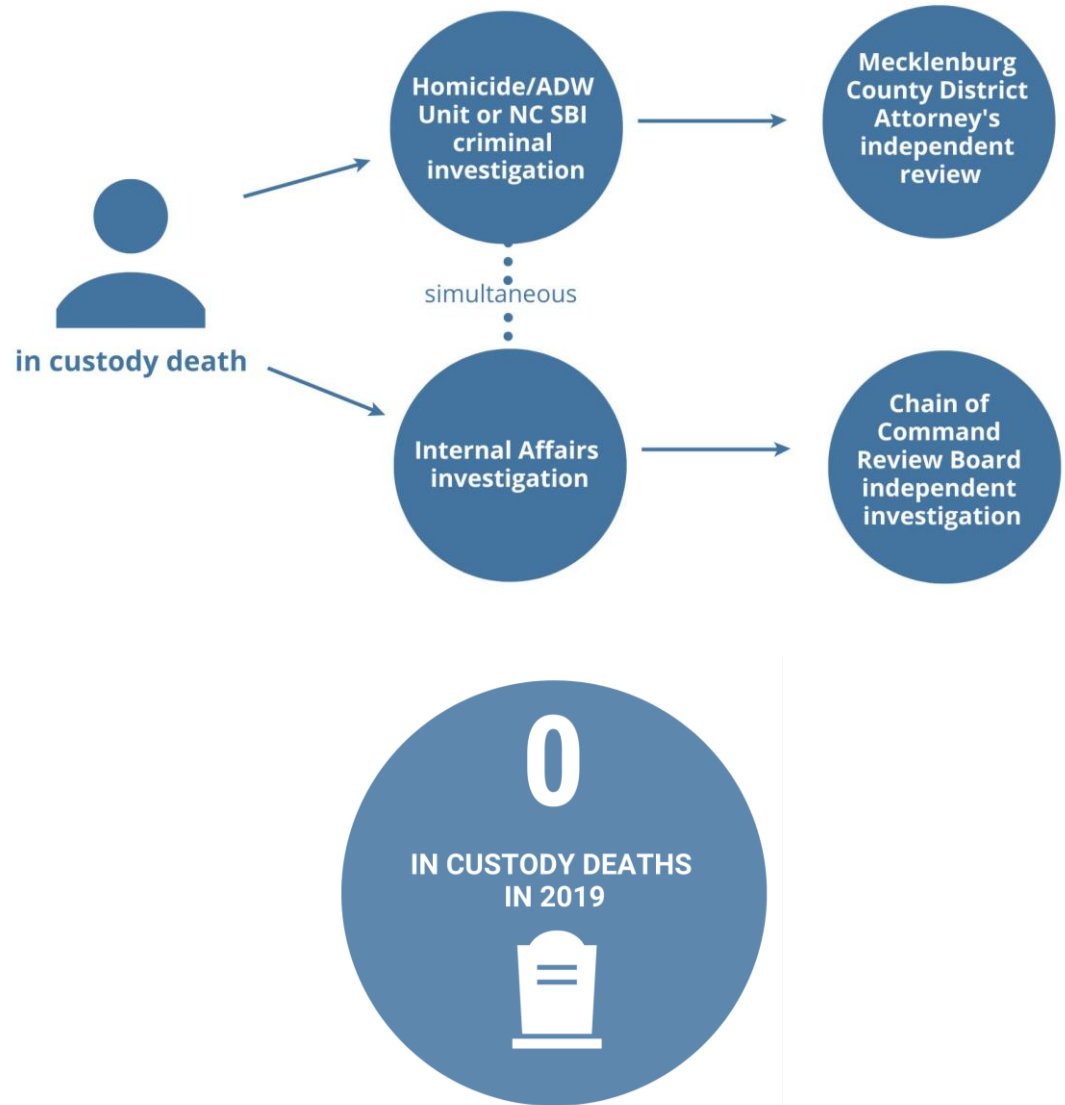 Homicide/ADW
Unit or NC SBI
criminal
investigation
Mecklenburg
County District
Attorney's
independent
review
simultaneous
in custody death
Internal Affairs
investigation
Chain of
Command
Review Board
independent
investigation
0
IN CUSTODY DEATHS
IN 2019